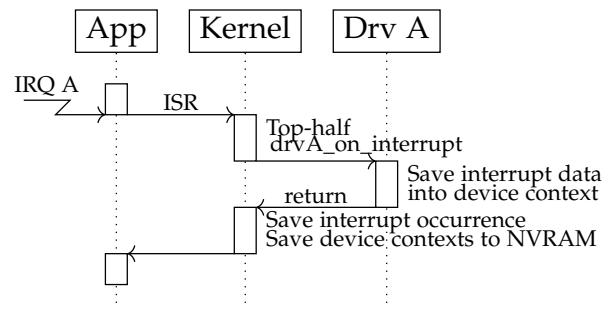 App Kernel Drv A
IRQ A
ISR
Top-half
drvA_on_interrupt
Save interrupt data
into device context
return
Save interrupt occurrence
Save device contexts to NVRAM